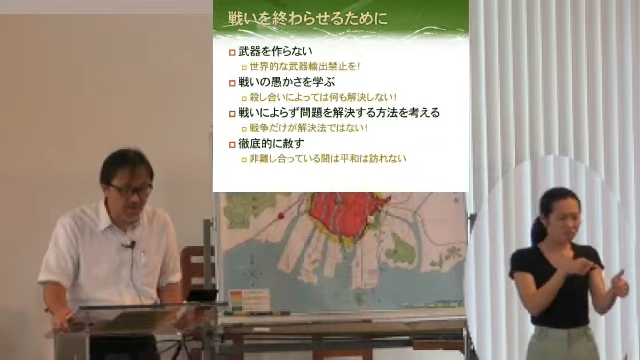 戦いを終わらせるために
武器を作らない
世界的な武器輸出禁止を!
戦いの愚かさを学ぶ
殺し合いによっては何も解決しない!
戦いによらず問題を解決する方法を考える
戦争だけが解決法ではない!
徹底的に赦す
非難し合っている間は平和は訪れない